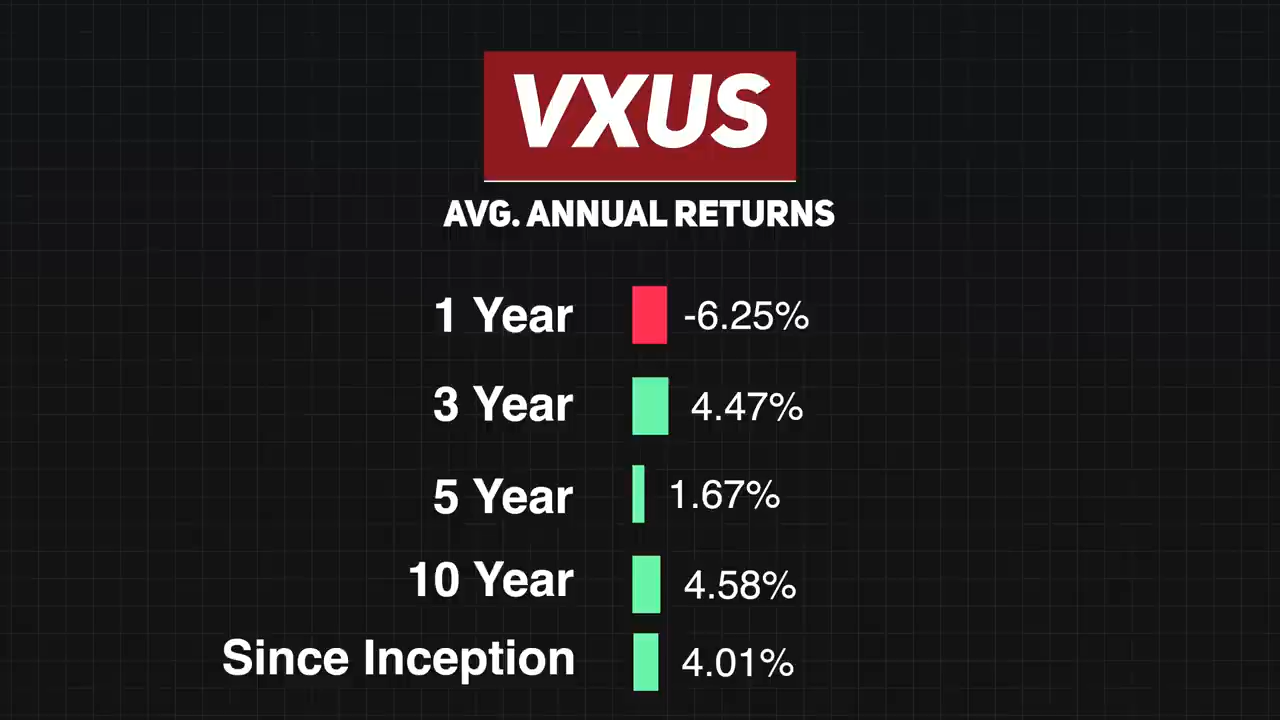 VXUS
AVG. ANNUAL RETURNS
1 Year -6.25%
3 Year 4.47%
5 Year 1.67%
10 Year 4.58%
Since Inception 4.01%